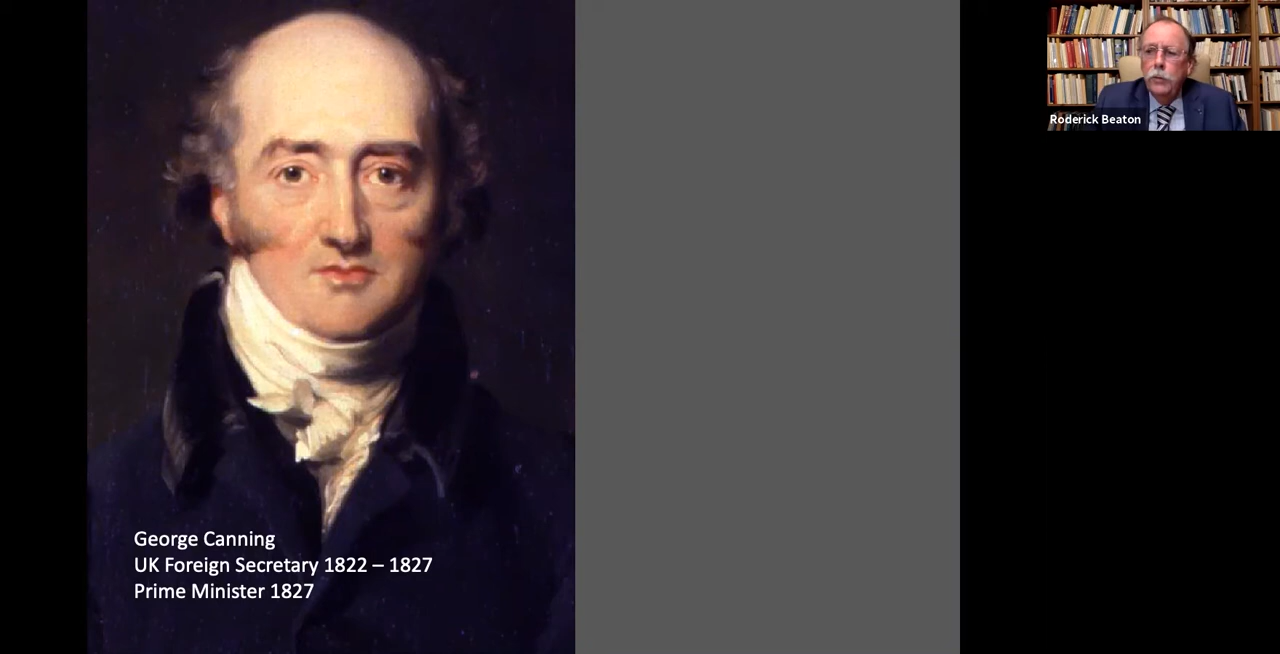 George Canning
UK Foreign Secretary 1822 – 1827
Prime Minister 1827
Roderick Beaton